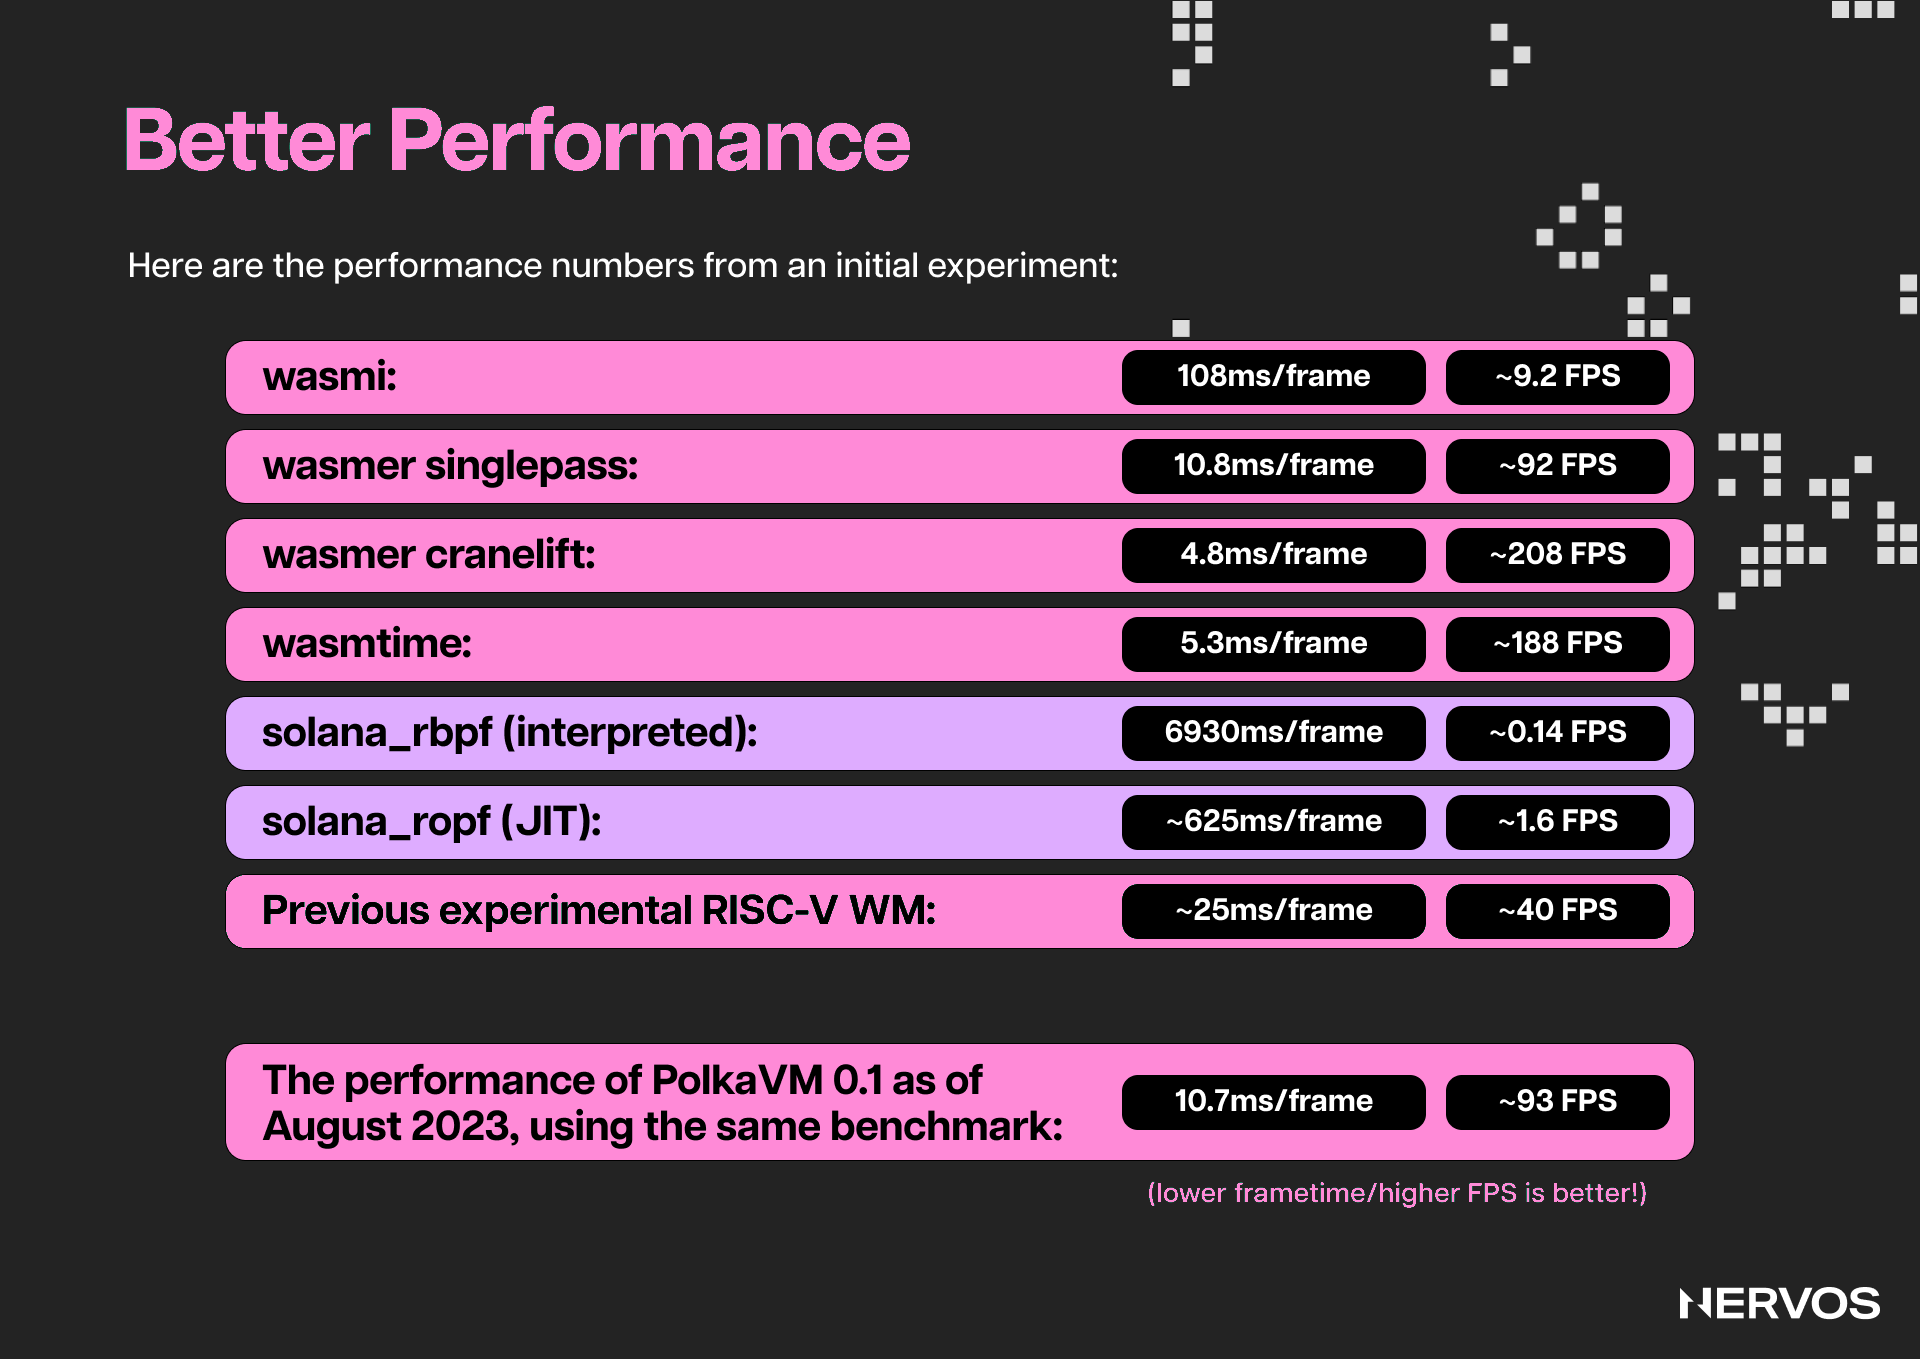 Better Performance
Here are the performance numbers from an initial experiment:
wasmi: 108ms/frame ~9.2 FPS
wasmer singlepass: 10.8ms/frame ~92 FPS
wasmer cranelift: 4.8ms/frame ~208 FPS
wasmtime: 5.3ms/frame ~188 FPS
solana_rbpf (interpreted): 6930ms/frame ~0.14 FPS
solana_ropf (JIT): ~625ms/frame ~1.6 FPS
Previous experimental RISC-V WM: ~25ms/frame ~40 FPS
The performance of PolkaVM 0.1 as of
August 2023, using the same benchmark:
10.7ms/frame ~93 FPS
(lower frametime/higher FPS is better!)
NERVOS